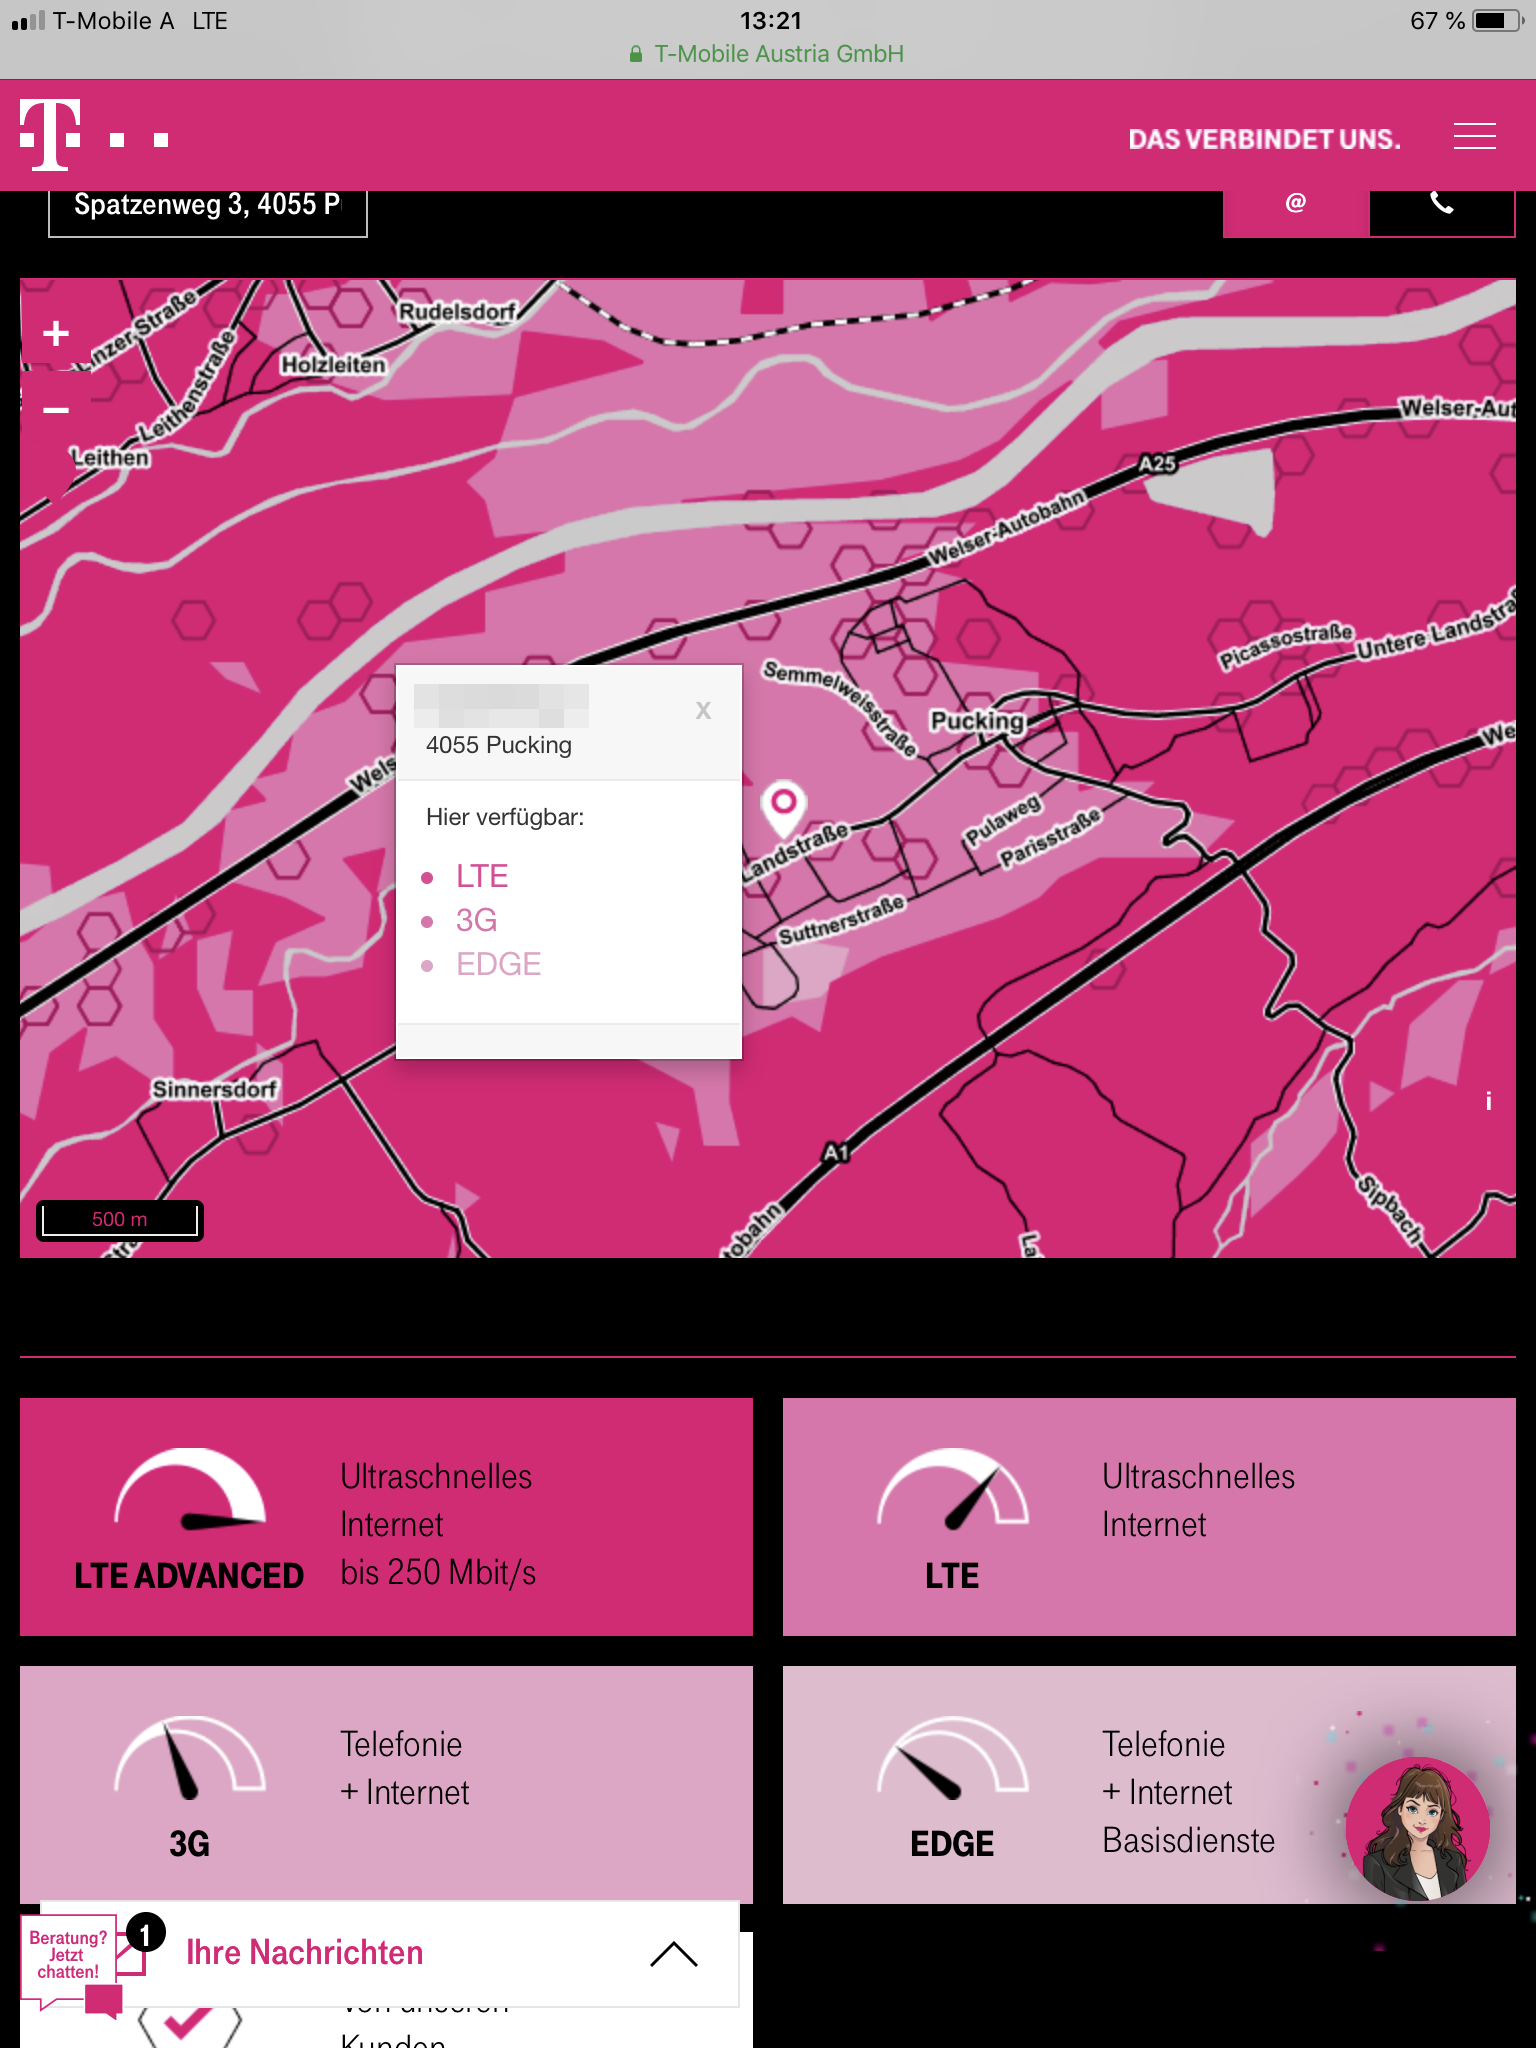 T-Mobile A LTE
13:21
67 %
T-Mobile Austria GmbH
T
DAS VERBINDET UNS.
Spatzenweg 3, 4055 P
@
+
−
nzer Straße
Leithenstraße
Rudelsdorf
Holzleiten
Leithen
Welser-Aut
A25
Welser-Autobahn
Picassostraße
Untere Landstraß
Semmelweisstraße
Pucking
We
Wels
X
4055 Pucking
Hier verfügbar:
• LTE
• 3G
• EDGE
Landstraße
Pulaweg
Parisstraße
Suttnerstraße
Sinnersdorf
i
A1
tobahn
Sipbach
La
Stra
500 m
LTE ADVANCED
Ultraschnelles
Internet
bis 250 Mbit/s
LTE
Ultraschnelles
Internet
3G
Telefonie
+ Internet
EDGE
Telefonie
+ Internet
Basisdienste
Beratung?
Jetzt
chatten!
1
Ihre Nachrichten
von unseren
Kunden